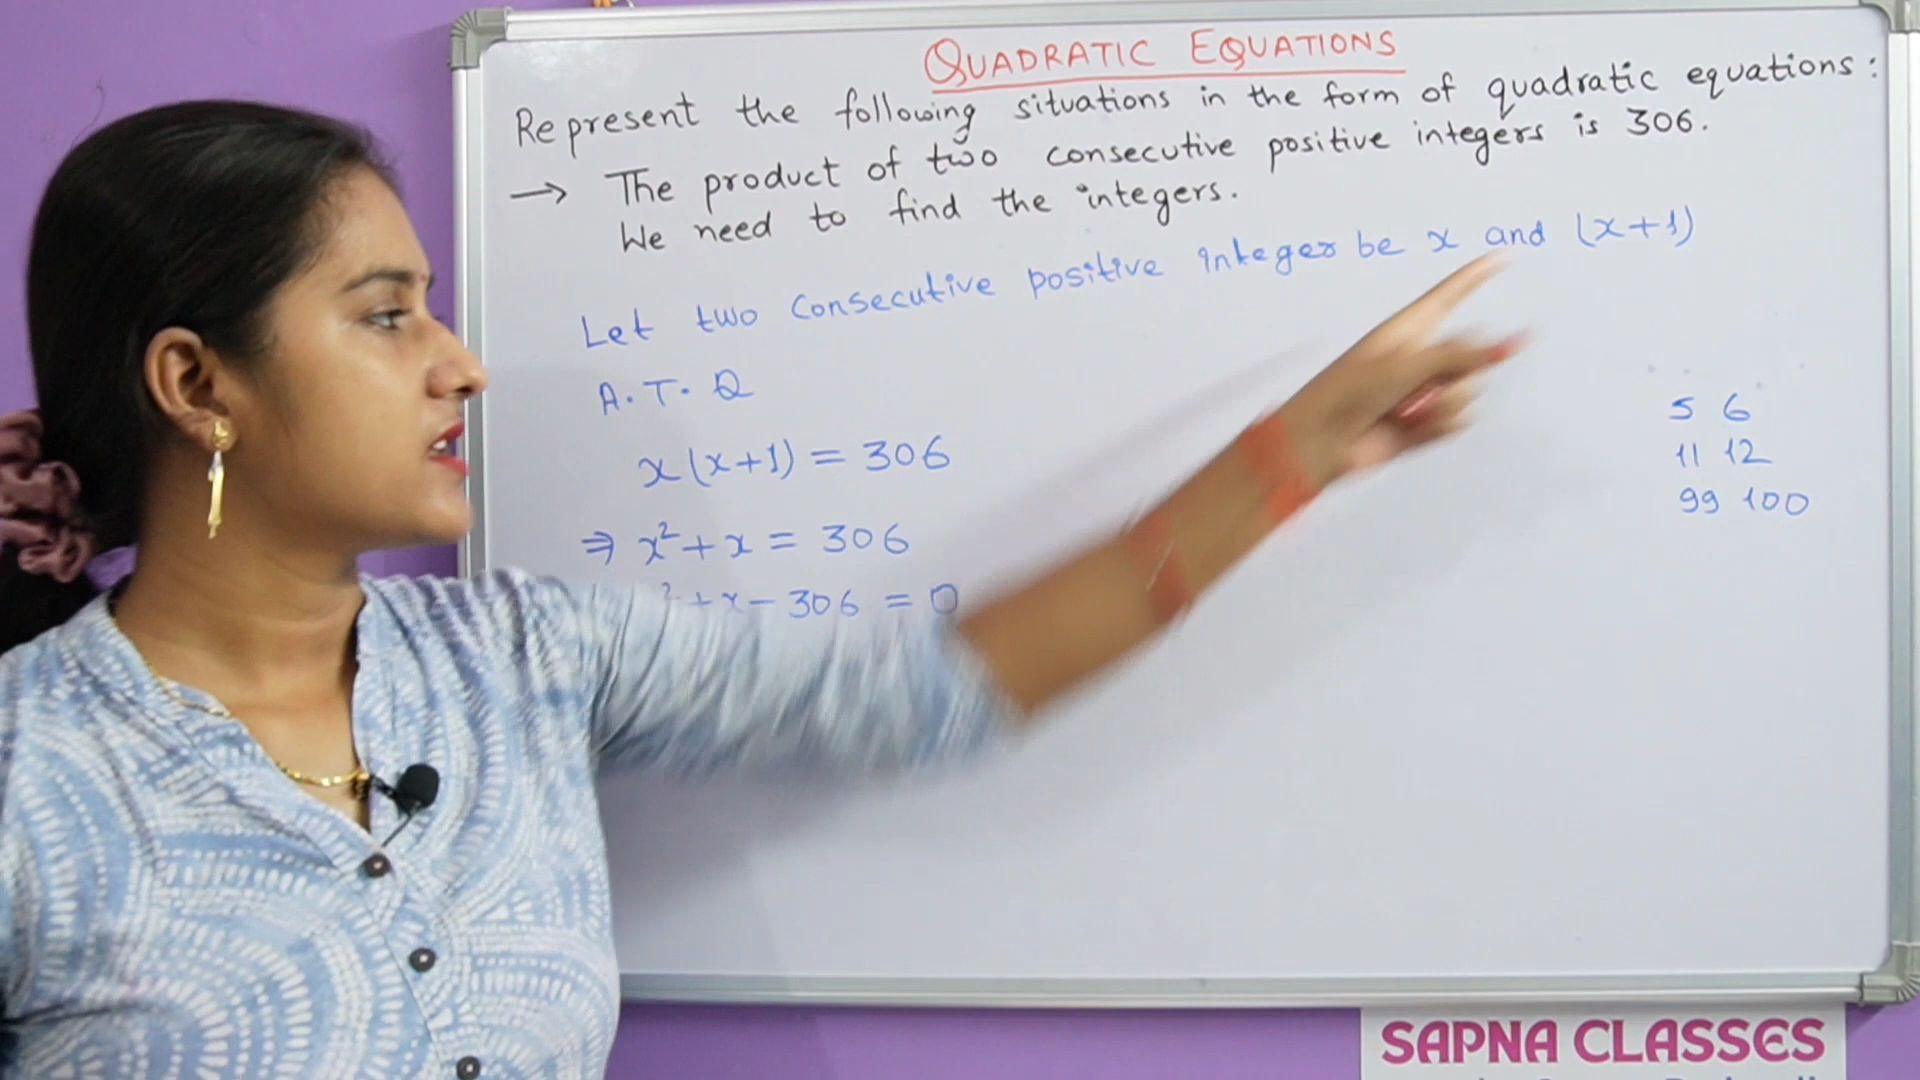 QUADRATIC EQUATIONS
Represent the following situations in the form of quadratic equations:
→ The product of two consecutive positive integers is 306.
We need to find the integers.
Let two consecutive positive integer be x and (x+1)
A.T.Q
x(x+1) = 306
⇒ x²+x = 306
²+x-306 = 0
5 6
11 12
99 100
SAPNA CLASSES